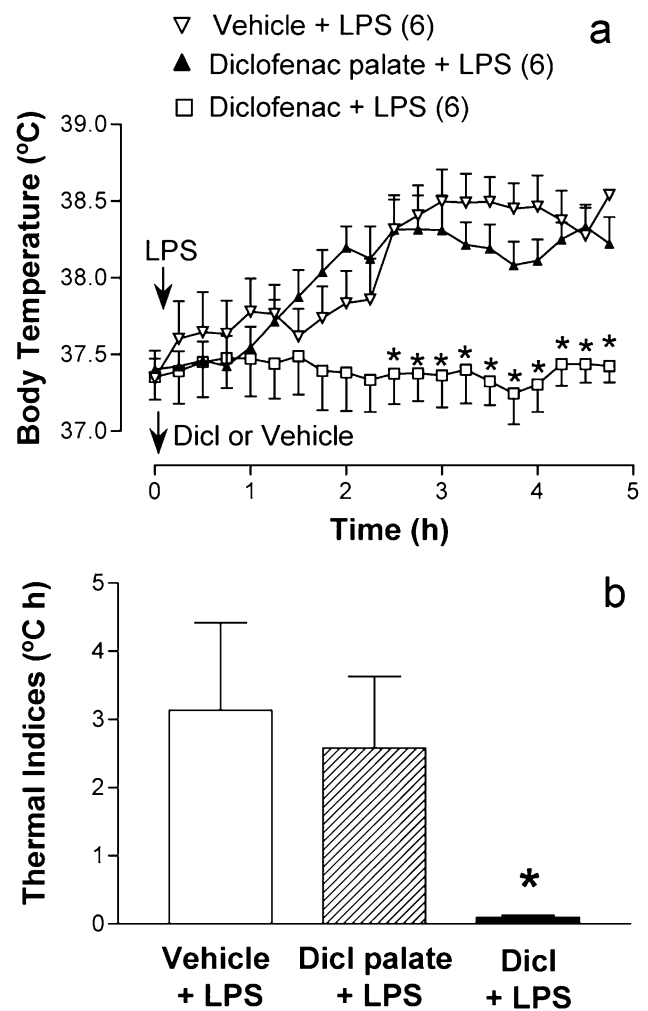 Vehicle + LPS (6)
a
Diclofenac palate + LPS (6)
Diclofenac + LPS (6)
Body Temperature (ºC)
39.0
38.5
38.0
37.5
37.0
LPS
* * * * * * * * * *
Dicl or Vehicle
0 1 2 3 4 5
Time (h)
b
Thermal Indices (ºC h)
5
4
3
2
1
0
*
Vehicle
+ LPS
Dicl palate
+ LPS
Dicl
+ LPS